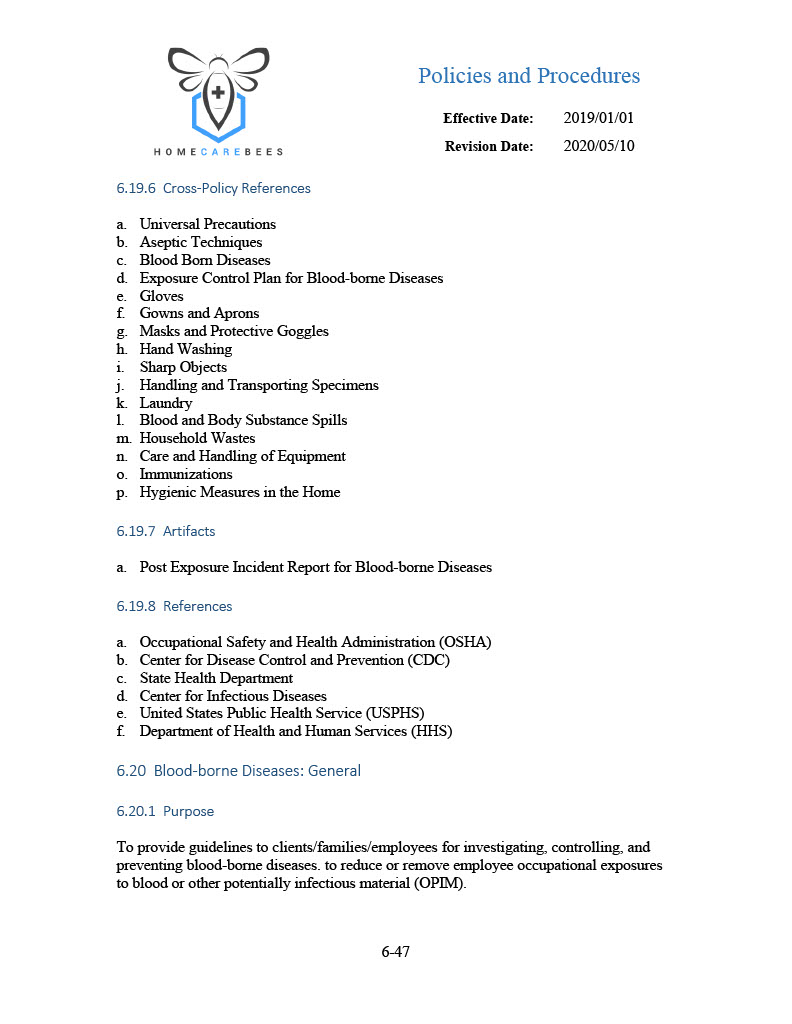 Policies and Procedures
Effective Date: 2019/01/01
Revision Date: 2020/05/10
HOMECAREBEES
6.19.6 Cross-Policy References
a. Universal Precautions
b. Aseptic Techniques
c. Blood Born Diseases
d. Exposure Control Plan for Blood-borne Diseases
e. Gloves
f. Gowns and Aprons
g. Masks and Protective Goggles
h. Hand Washing
i. Sharp Objects
j. Handling and Transporting Specimens
k. Laundry
l. Blood and Body Substance Spills
m. Household Wastes
n. Care and Handling of Equipment
o. Immunizations
p. Hygienic Measures in the Home
6.19.7 Artifacts
a. Post Exposure Incident Report for Blood-borne Diseases
6.19.8 References
a. Occupational Safety and Health Administration (OSHA)
b. Center for Disease Control and Prevention (CDC)
c. State Health Department
d. Center for Infectious Diseases
e. United States Public Health Service (USPHS)
f. Department of Health and Human Services (HHS)
6.20 Blood-borne Diseases: General
6.20.1 Purpose
To provide guidelines to clients/families/employees for investigating, controlling, and
preventing blood-borne diseases. to reduce or remove employee occupational exposures
to blood or other potentially infectious material (OPIM).
6-47